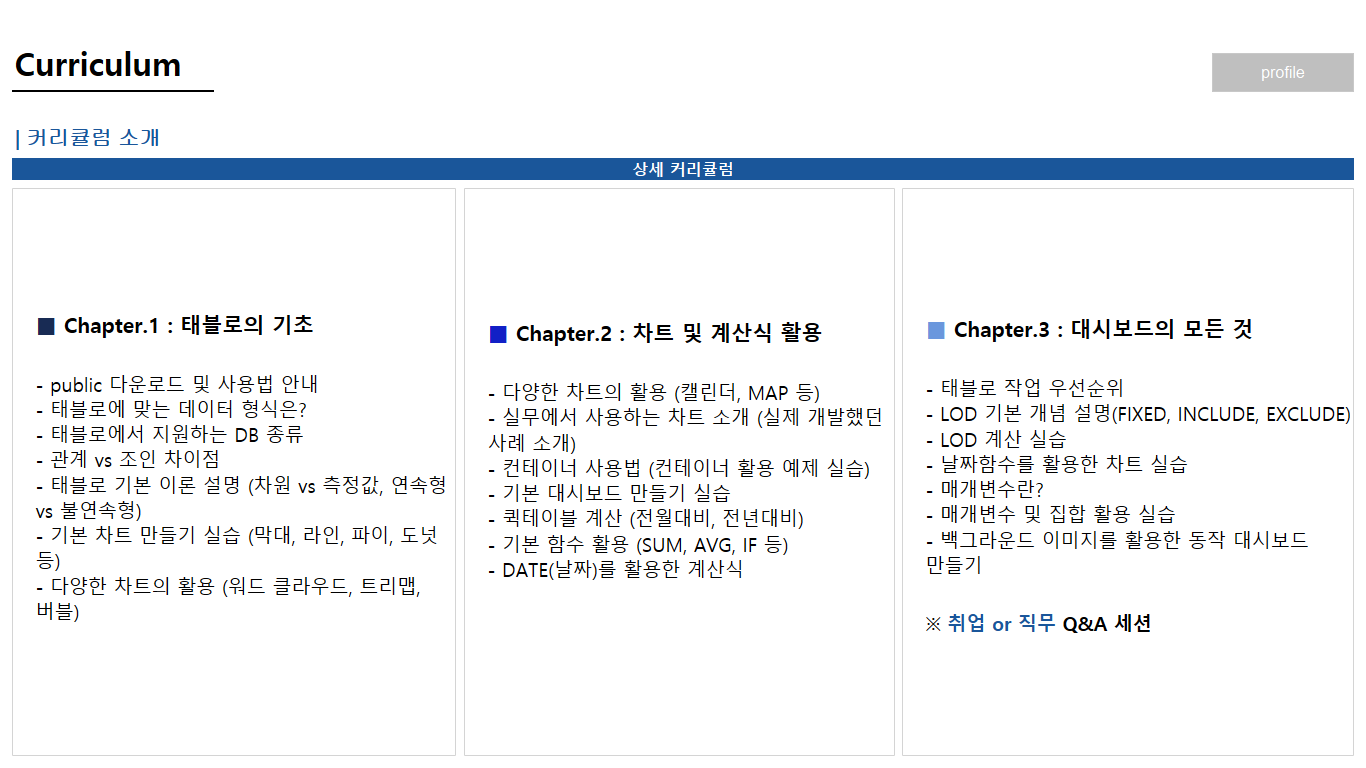 Curriculum
profile
| 커리큘럼 소개
상세 커리큘럼
■ Chapter.1 : 태블로의 기초
- public 다운로드 및 사용법 안내
- 태블로에 맞는 데이터 형식은?
- 태블로에서 지원하는 DB 종류
- 관계 vs 조인 차이점
- 태블로 기본 이론 설명 (차원 vs 측정값, 연속형
vs 불연속형)
- 기본 차트 만들기 실습 (막대, 라인, 파이, 도넛
등)
- 다양한 차트의 활용 (워드 클라우드, 트리맵,
버블)
■ Chapter.2 : 차트 및 계산식 활용
- 다양한 차트의 활용 (캘린더, MAP 등)
- 실무에서 사용하는 차트 소개 (실제 개발했던
사례 소개)
- 컨테이너 사용법 (컨테이너 활용 예제 실습)
- 기본 대시보드 만들기 실습
- 퀵테이블 계산 (전월대비, 전년대비)
- 기본 함수 활용 (SUM, AVG, IF 등)
- DATE(날짜)를 활용한 계산식
■ Chapter.3 : 대시보드의 모든 것
- 태블로 작업 우선순위
- LOD 기본 개념 설명(FIXED, INCLUDE, EXCLUDE)
- LOD 계산 실습
- 날짜함수를 활용한 차트 실습
- 매개변수란?
- 매개변수 및 집합 활용 실습
- 백그라운드 이미지를 활용한 동작 대시보드
만들기
※ 취업 or 직무 Q&A 세션